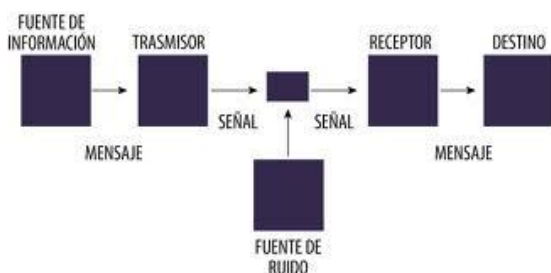 FUENTE DE
INFORMACIÓN
TRASMISOR
RECEPTOR
DESTINO
SEÑAL
SEÑAL
MENSAJE
MENSAJE
FUENTE DE
RUIDO